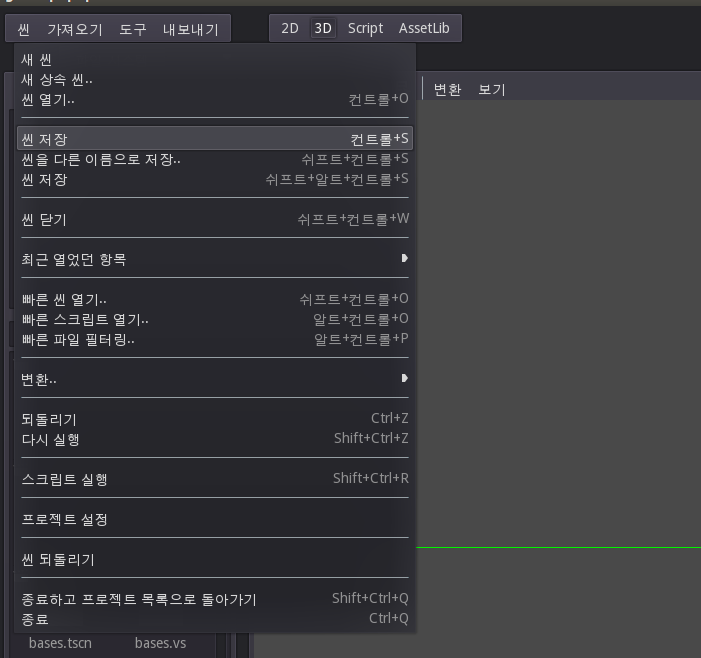 씬 가져오기 도구 내보내기 2D 3D Script AssetLib
새 씬
새 상속 씬..
씬 열기.. 컨트롤+O
변환 보기
씬 저장 컨트롤+S
씬을 다른 이름으로 저장..쉬프트+컨트롤+S
씬 저장 쉬프트+알트+컨트롤+S
씬 닫기 쉬프트+컨트롤+W
최근 열었던 항목
빠른 씬 열기.. 쉬프트+컨트롤+O
빠른 스크립트 열기.. 알트+컨트롤+O
빠른 파일 필터링.. 알트+컨트롤+P
변환..
되돌리기 Ctrl+Z
다시 실행 Shift+Ctrl+Z
스크립트 실행 Shift+Ctrl+R
프로젝트 설정
씬 되돌리기
종료하고 프로젝트 목록으로 돌아가기 Shift+Ctrl+Q
종료 Ctrl+Q
bases.tscn bases.vs